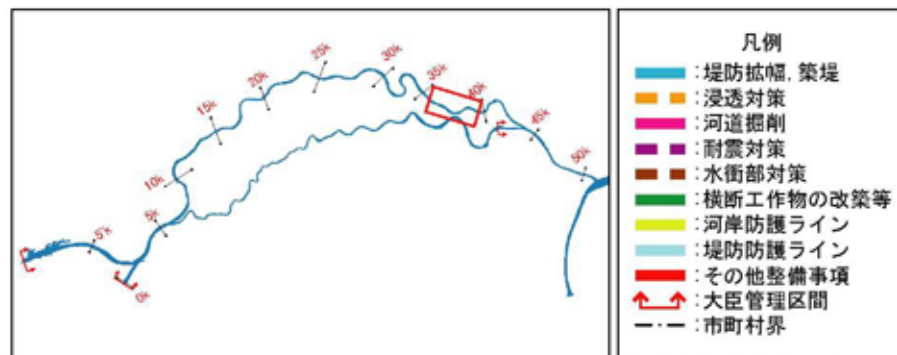 5'k
0k
5k
10k
15k
20k
25k
30k
35k
40k
45k
50k
凡例
:堤防拡幅,築堤
:浸透対策
:河道掘削
:耐震対策
:水衝部対策
:横断工作物の改築等
:河岸防護ライン
:堤防防護ライン
:その他整備事項
:大臣管理区間
:市町村界